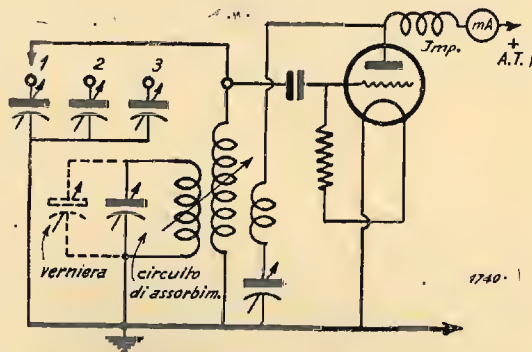 1 2 3
Imp.
mA
+
A.T.
verniera
circuito
di assorbim.
1740